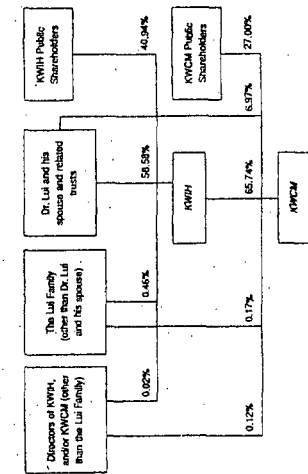 Directors of KWIH,
and/or KWCM (other
than the Lui Family)
The Lui Family
(other than Dr. Lui
and his spouse)
Dr. Lui and his
spouse and related
trusts
KWIH Public
Shareholders
0.02%
0.46%
58.58%
40.94%
KWIH
KWCM Public
Shareholders
0.12%
0.17%
65.74%
6.97%
27.00%
KWCM